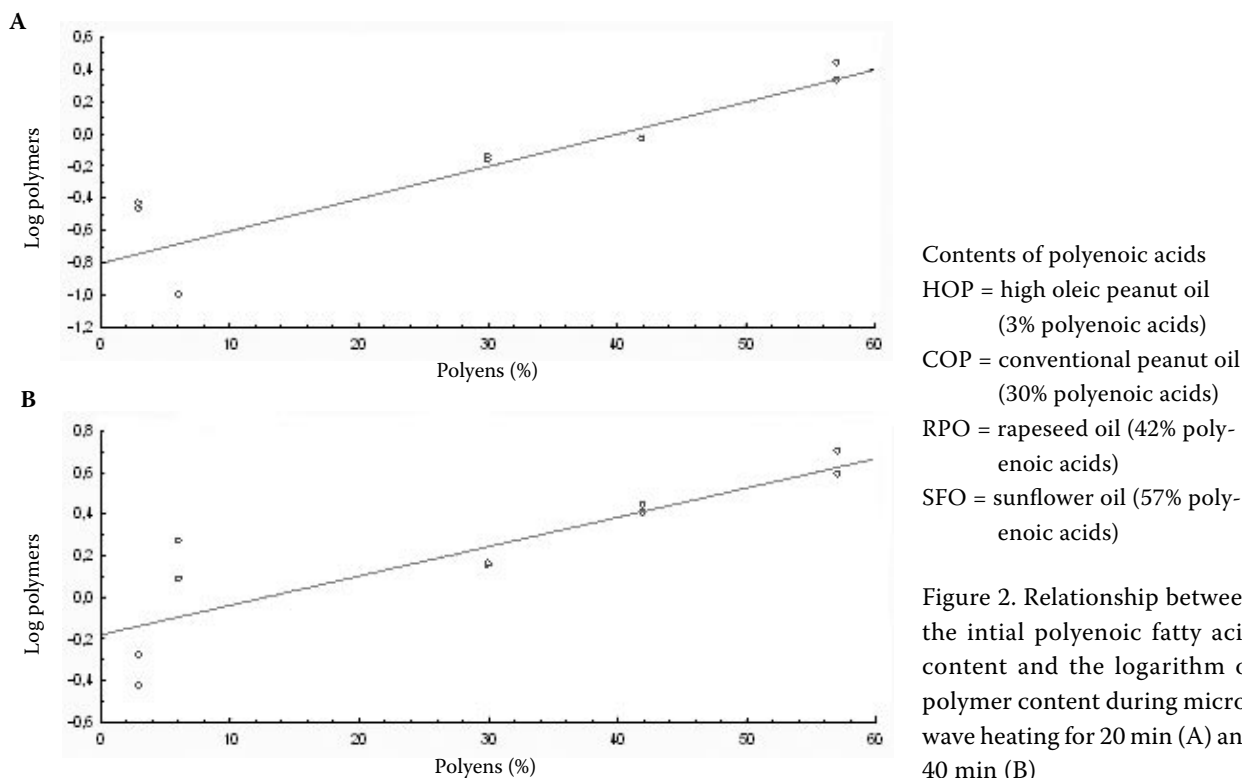 A
0,6
0,4
0,2
0,0
-0,2
-0,4
-0,6
-0,8
-1,0
-1,2
Log polymers
0 10 20 30 40 50 60
Polyens (%)
B
0,8
0,6
0,4
0,2
0,0
-0,2
-0,4
-0,6
Log polymers
0 10 20 30 40 50 60
Polyens (%)
Contents of polyenoic acids
HOP = high oleic peanut oil
(3% polyenoic acids)
COP = conventional peanut oil
(30% polyenoic acids)
RPO = rapeseed oil (42% poly-
enoic acids)
SFO = sunflower oil (57% poly-
enoic acids)
Figure 2. Relationship betwee
the intial polyenoic fatty aci
content and the logarithm o
polymer content during micro
wave heating for 20 min (A) an
40 min (B)